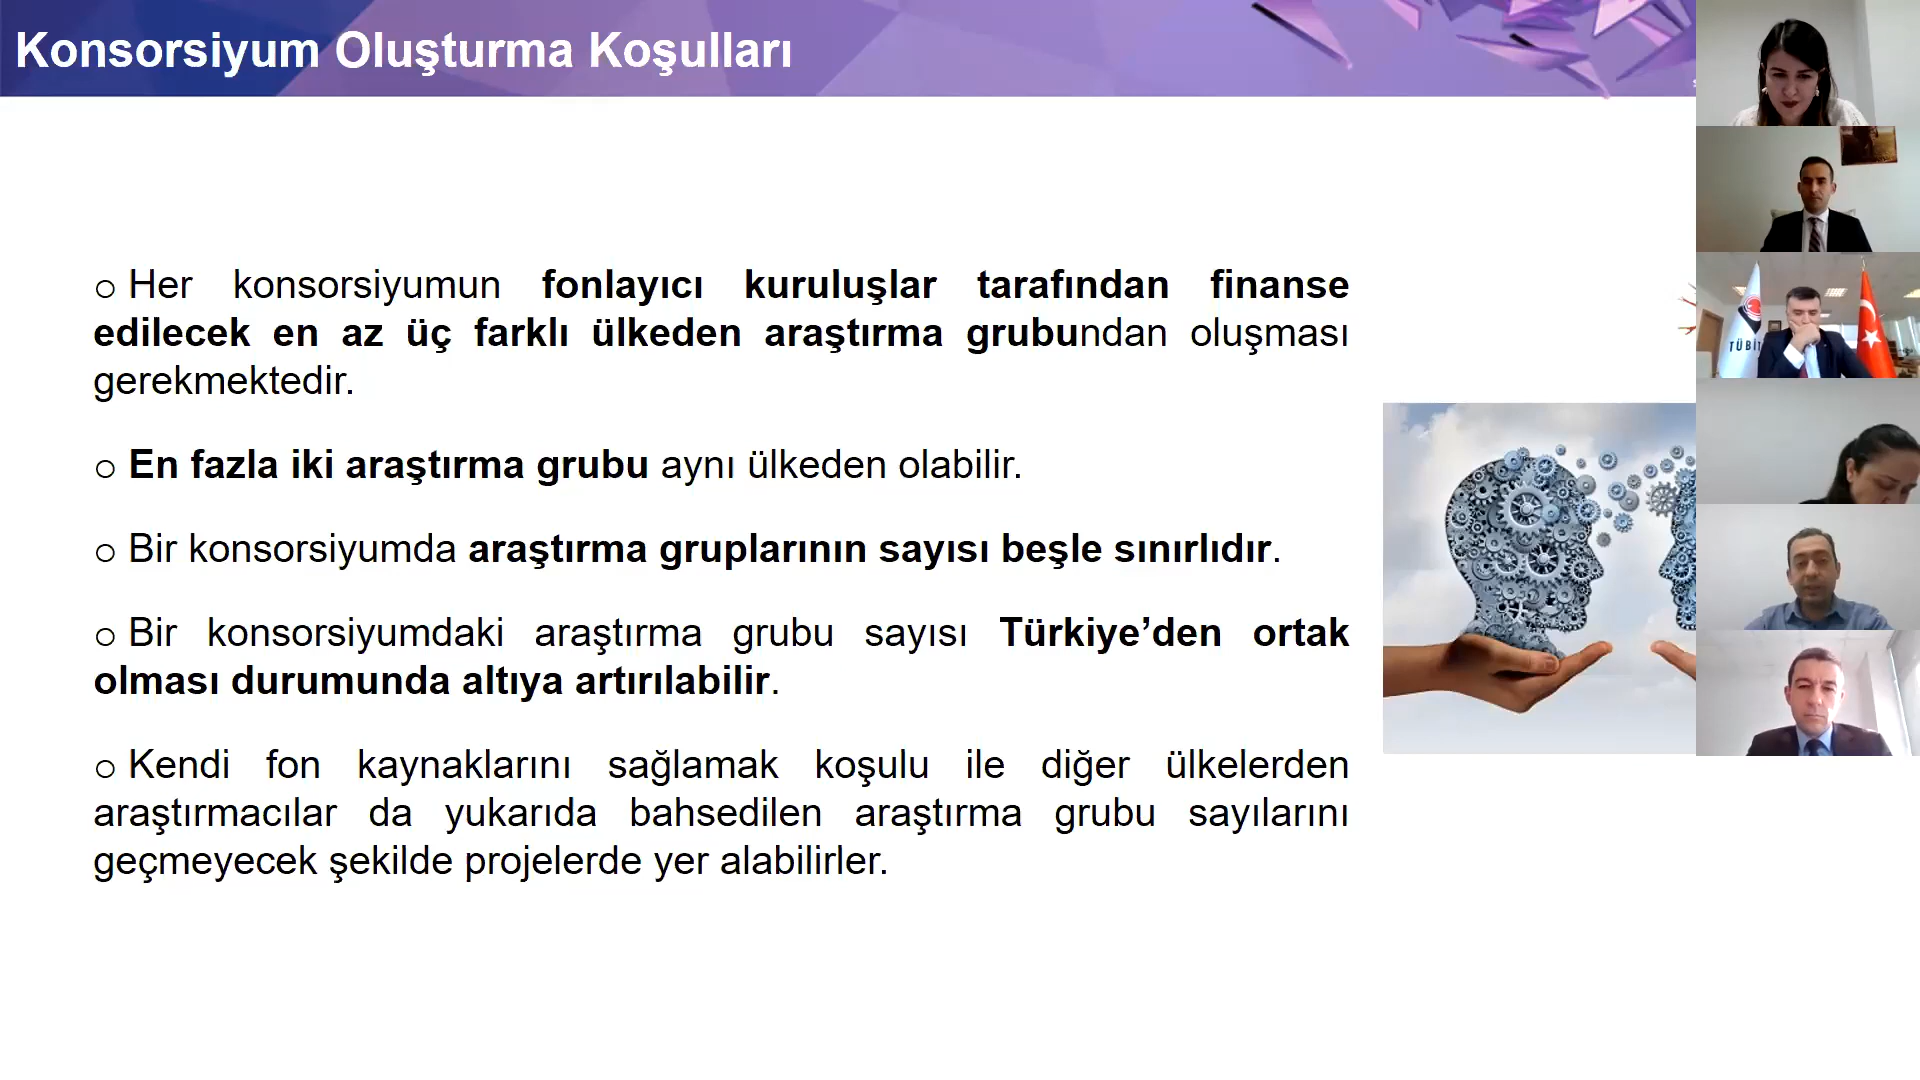 Konsorsiyum Oluşturma Koşulları
o Her konsorsiyumun fonlayıcı kuruluşlar tarafından finanse
edilecek en az üç farklı ülkeden araştırma grubundan oluşması
gerekmektedir.
o En fazla iki araştırma grubu aynı ülkeden olabilir.
o Bir konsorsiyumda araştırma gruplarının sayısı beşle sınırlıdır.
o Bir konsorsiyumdaki araştırma grubu sayısı Türkiye’den ortak
olması durumunda altıya artırılabilir.
o Kendi fon kaynaklarını sağlamak koşulu ile diğer ülkelerden
araştırmacılar da yukarıda bahsedilen araştırma grubu sayılarını
geçmeyecek şekilde projelerde yer alabilirler.